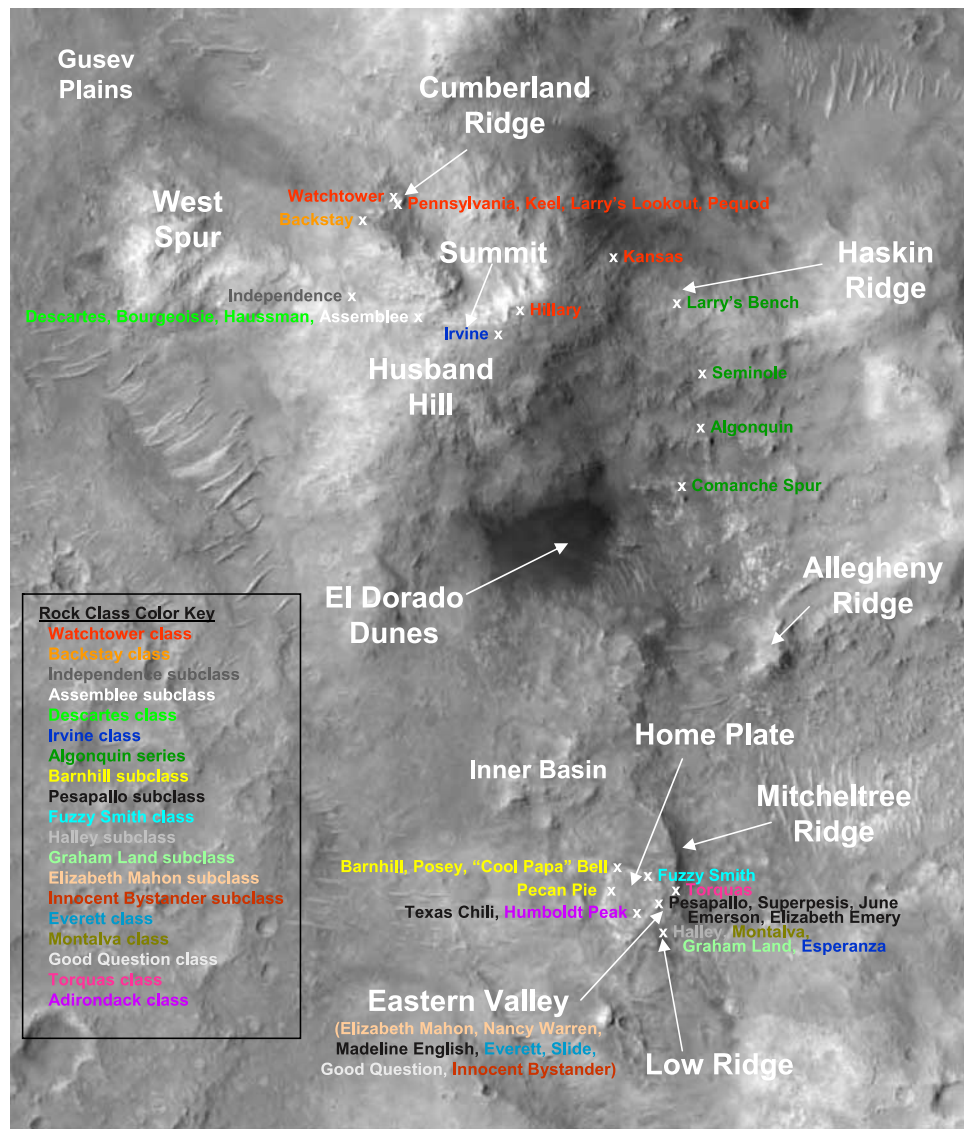 Gusev
Plains
Cumberland
Ridge
West
Spur
Watchtower x
x Pennsylvania, Keel, Larry's Lookout, Pequod
Backstay x
Summit
x Kansas
Haskin
Ridge
Independence x
x Larry's Bench
Descartes, Bourgeoisie, Haussman, Assemblee x
x Hillary
Irvine x
Husband
Hill
x Seminole
x Algonquin
x Comanche Spur
El Dorado
Dunes
Allegheny
Ridge
Rock Class Color Key
Watchtower class
Backstay class
Independence subclass
Assemblee subclass
Descartes class
Irvine class
Algonquin series
Barnhill subclass
Pesapallo subclass
Fuzzy Smith class
Halley subclass
Graham Land subclass
Elizabeth Mahon subclass
Innocent Bystander subclass
Everett class
Montalva class
Good Question class
Torquas class
Adirondack class
Home Plate
Inner Basin
Mitcheltree
Ridge
Barnhill, Posey, "Cool Papa" Bell x
x Fuzzy Smith
Pecan Pie x
x Torquas
Texas Chili, Humboldt Peak x
x Pesapallo, Superpesis, June
Emerson, Elizabeth Emery
x Halley, Montalva,
Graham Land, Esperanza
Eastern Valley
(Elizabeth Mahon, Nancy Warren,
Madeline English, Everett, Slide,
Good Question, Innocent Bystander)
Low Ridge